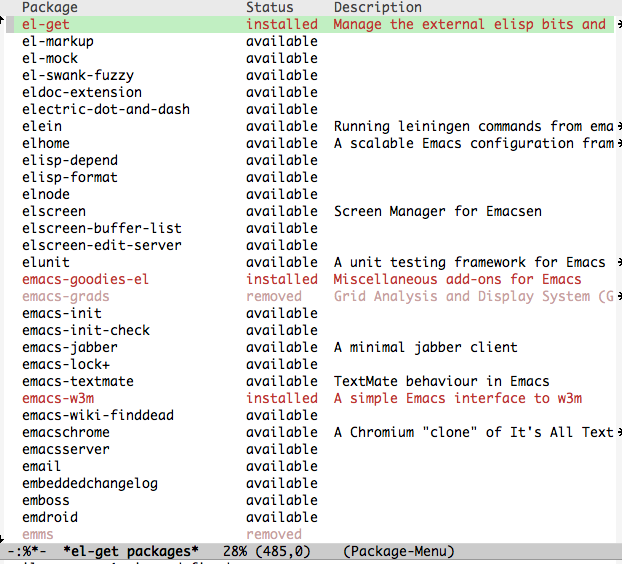 Package Status Description
el-get installed Manage the external elisp bits and
el-markup available
el-mock available
el-swank-fuzzy available
eldoc-extension available
electric-dot-and-dash available
elein available Running leiningen commands from ema
elhome available A scalable Emacs configuration fram
elisp-depend available
elisp-format available
elnode available
elscreen available Screen Manager for Emacsen
elscreen-buffer-list available
elscreen-edit-server available
elunit available A unit testing framework for Emacs
emacs-goodies-el installed Miscellaneous add-ons for Emacs
emacs-grads removed Grid Analysis and Display System (G
emacs-init available
emacs-init-check available
emacs-jabber available A minimal jabber client
emacs-lock+ available
emacs-textmate available TextMate behaviour in Emacs
emacs-w3m installed A simple Emacs interface to w3m
emacs-wiki-finddead available
emacschrome available A Chromium "clone" of It's All Text
emacsserver available
email available
embeddedchangelog available
emboss available
emdroid available
emms removed
-:%*- *el-get packages* 28% (485,0) (Package-Menu)